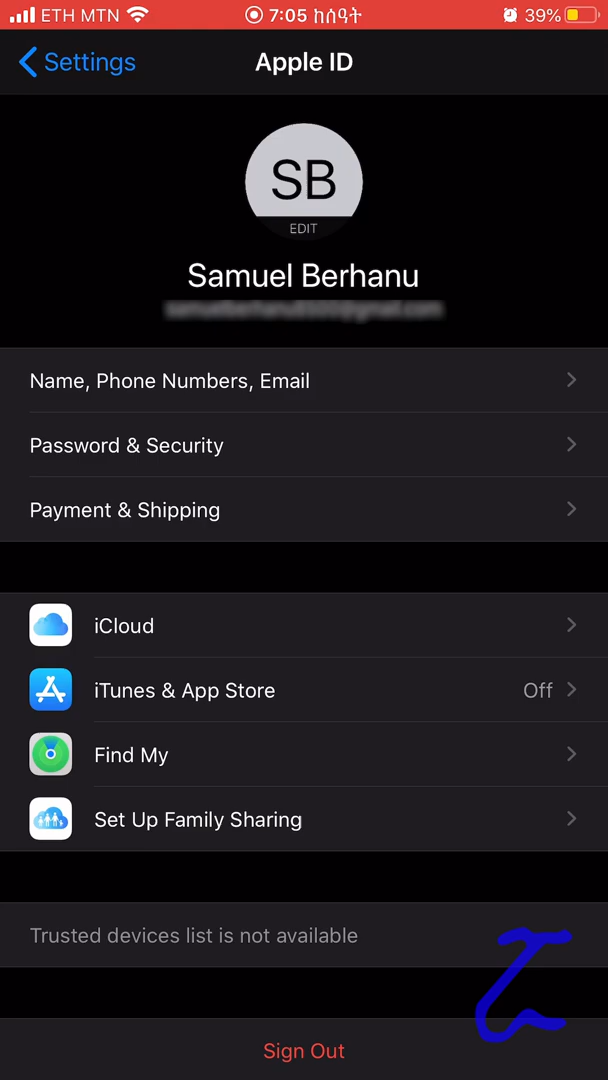 ETH MTN 7:05 ከሰዓት 39%
Settings Apple ID
SB
EDIT
Samuel Berhanu
Name, Phone Numbers, Email
Password & Security
Payment & Shipping
iCloud
iTunes & App Store Off
Find My
Set Up Family Sharing
Trusted devices list is not available
Sign Out